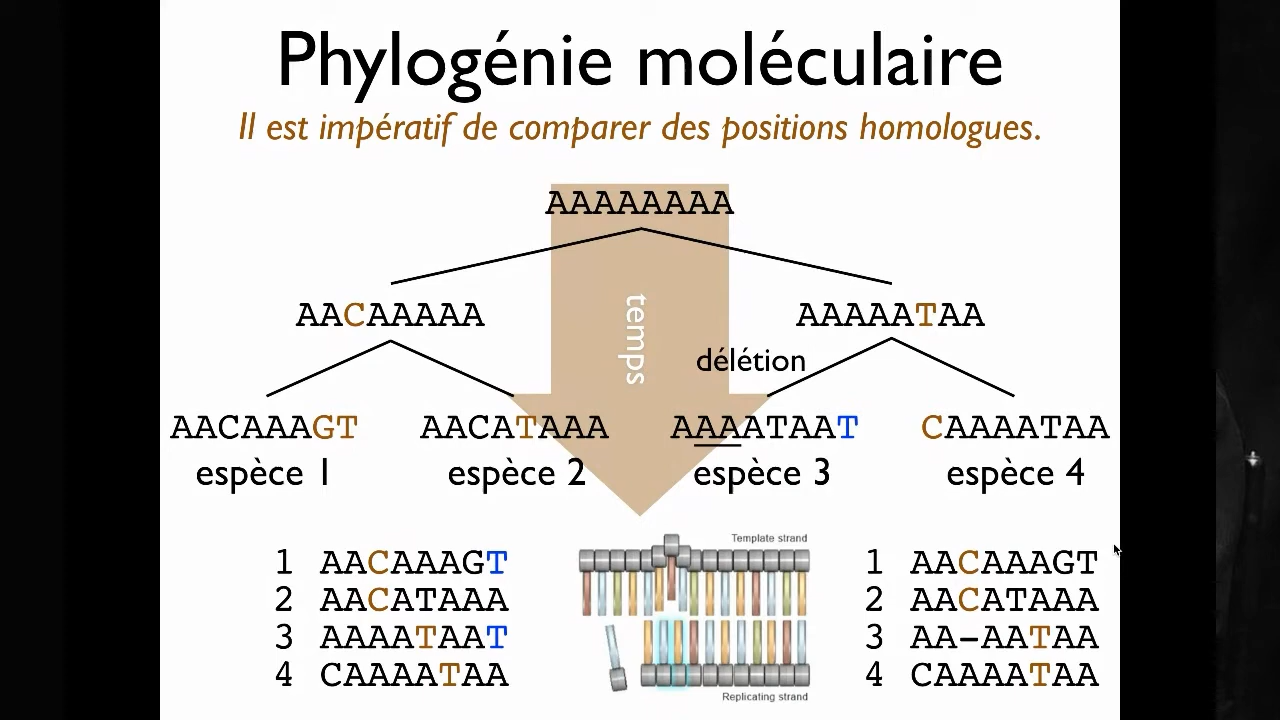 Phylogénie moléculaire
Il est impératif de comparer des positions homologues.
AAAAAAAA
temps
AACAAAAA
AAAAATAA
délétion
AACAAAGT
AACATAAA
AAAATAAT
CAAAATAA
espèce 1
espèce 2
espèce 3
espèce 4
1 AACAAAGT
2 AACATAAA
3 AAAATAAT
4 CAAAATAA
Template strand
Replicating strand
1 AACAAAGT
2 AACATAAA
3 AA–AATAA
4 CAAAATAA